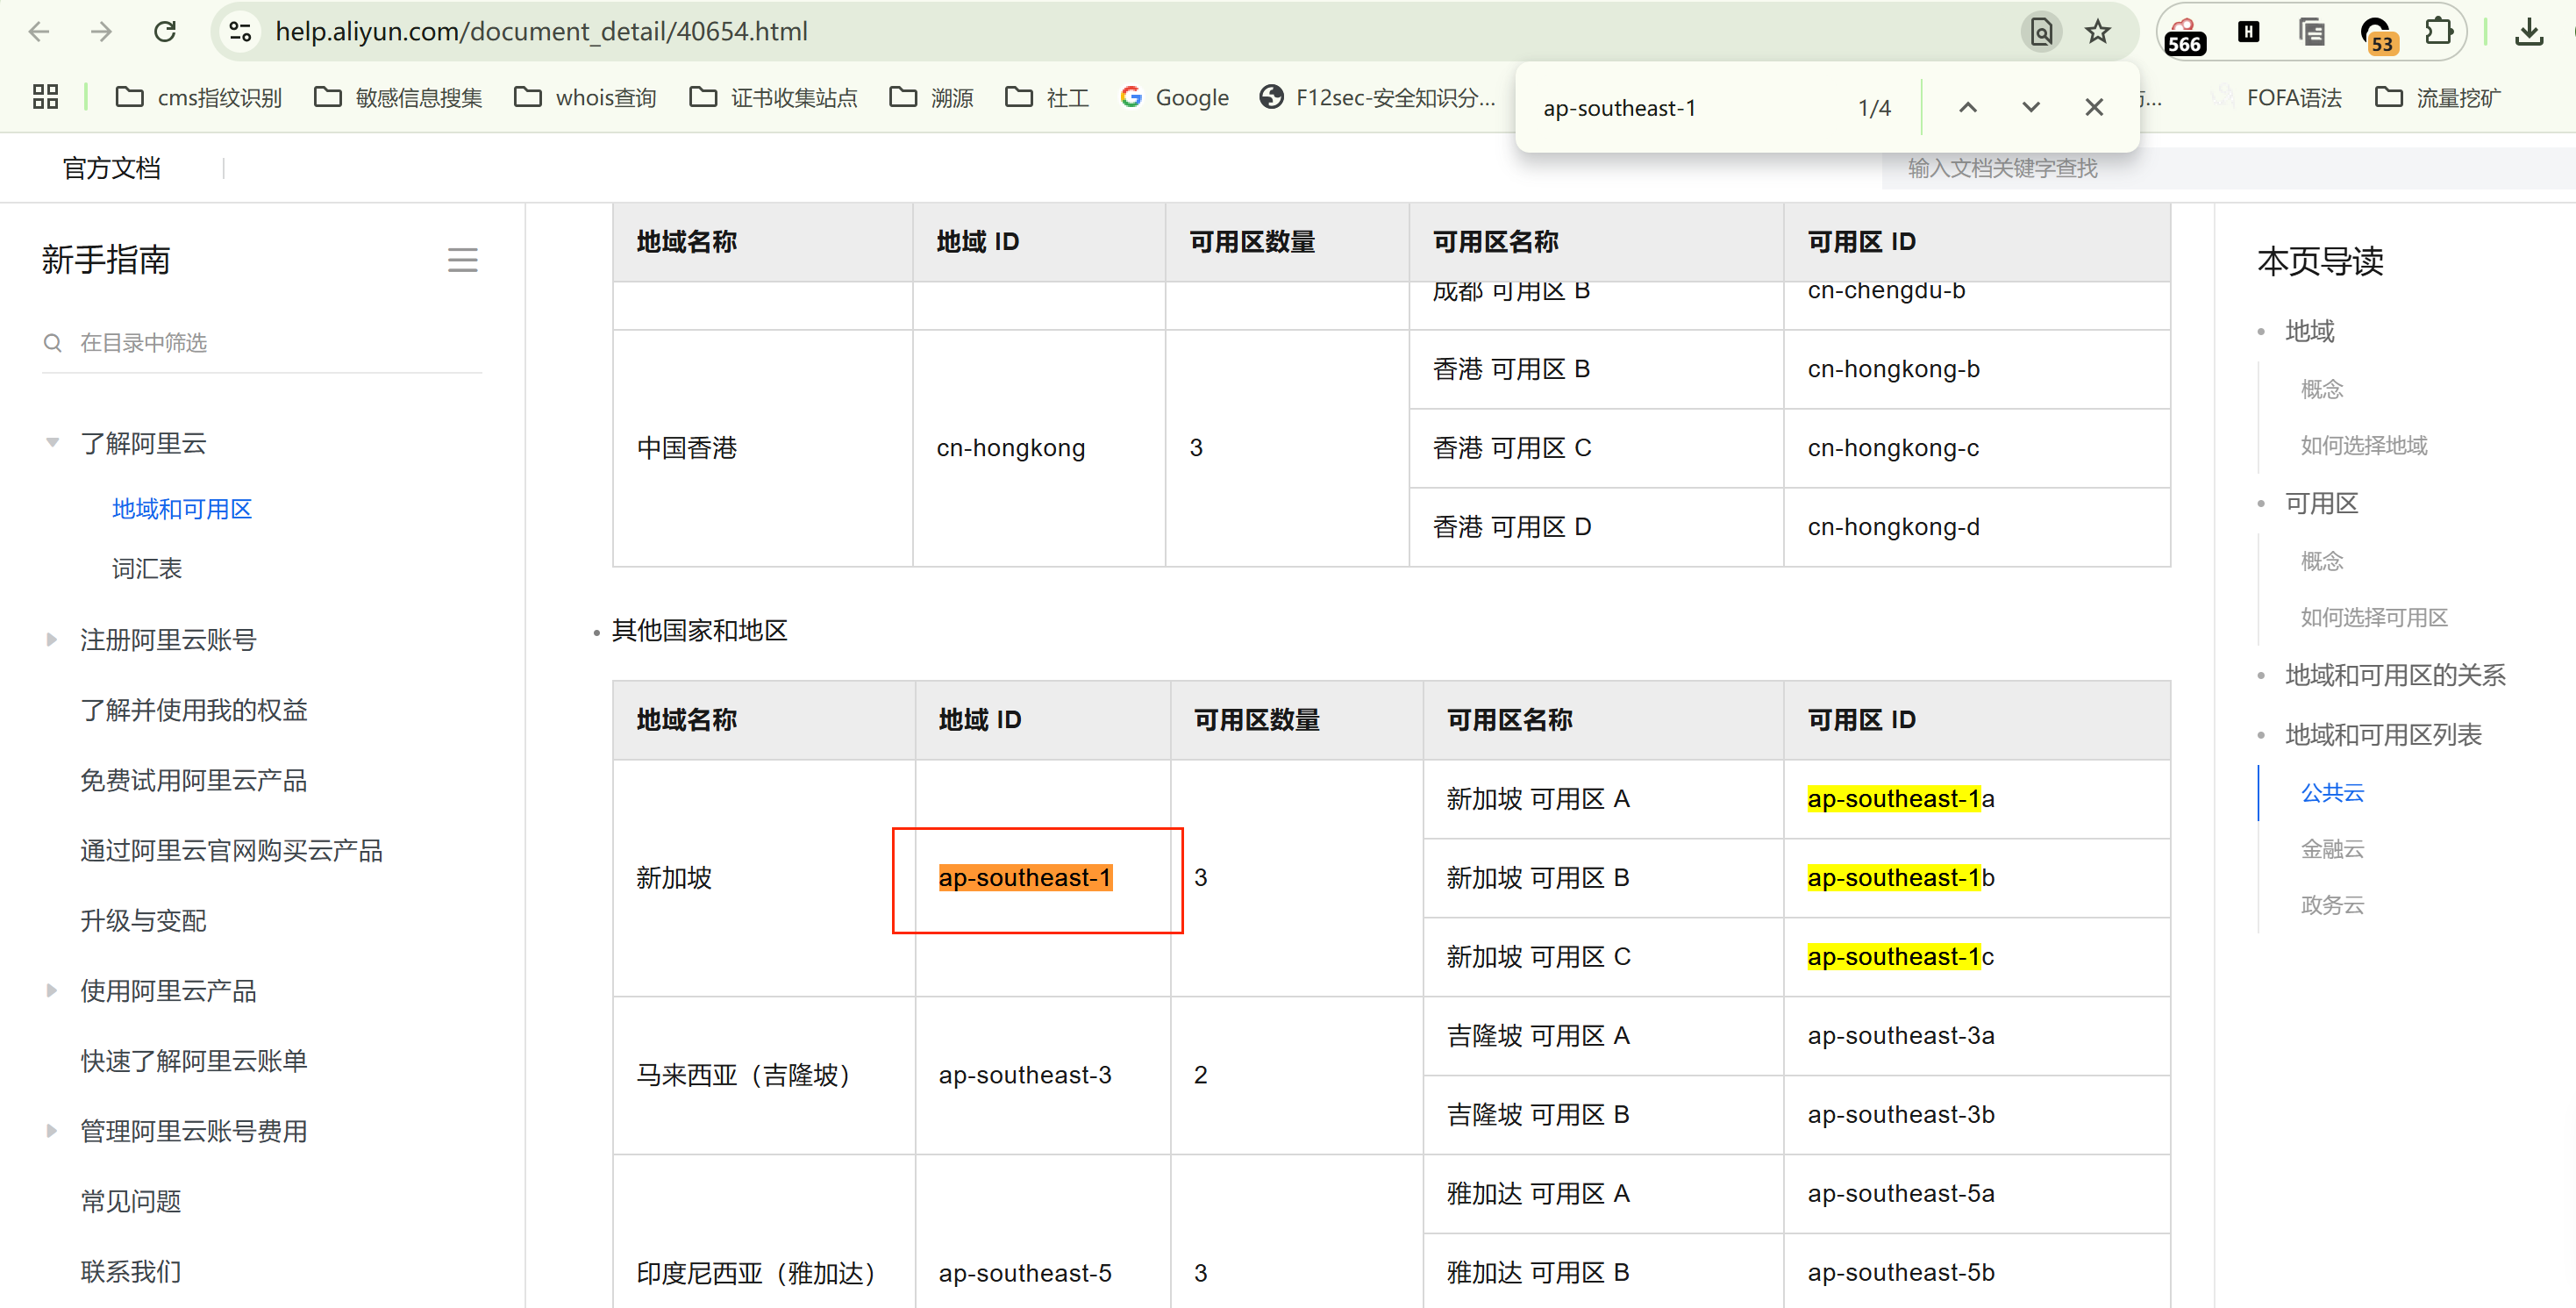 help.aliyun.com/document_detail/40654.html
566
53
cms指纹识别
敏感信息搜集
whois查询
证书收集站点
溯源
社工
Google
F12sec-安全知识分...
FOFA语法
流量挖矿
ap-southeast-1
1/4
官方文档
输入文档关键字查找
新手指南
在目录中筛选
了解阿里云
地域和可用区
词汇表
注册阿里云账号
了解并使用我的权益
免费试用阿里云产品
通过阿里云官网购买云产品
升级与变配
使用阿里云产品
快速了解阿里云账单
管理阿里云账号费用
常见问题
联系我们
地域名称 地域 ID 可用区数量 可用区名称 可用区 ID
成都 可用区 B cn-chengdu-b
香港 可用区 B cn-hongkong-b
中国香港 cn-hongkong 3 香港 可用区 C cn-hongkong-c
香港 可用区 D cn-hongkong-d
其他国家和地区
地域名称 地域 ID 可用区数量 可用区名称 可用区 ID
新加坡 可用区 A ap-southeast-1a
新加坡 ap-southeast-1 3 新加坡 可用区 B ap-southeast-1b
新加坡 可用区 C ap-southeast-1c
吉隆坡 可用区 A ap-southeast-3a
马来西亚（吉隆坡） ap-southeast-3 2
吉隆坡 可用区 B ap-southeast-3b
雅加达 可用区 A ap-southeast-5a
印度尼西亚（雅加达） ap-southeast-5 3 雅加达 可用区 B ap-southeast-5b
本页导读
地域
概念
如何选择地域
可用区
概念
如何选择可用区
地域和可用区的关系
地域和可用区列表
公共云
金融云
政务云